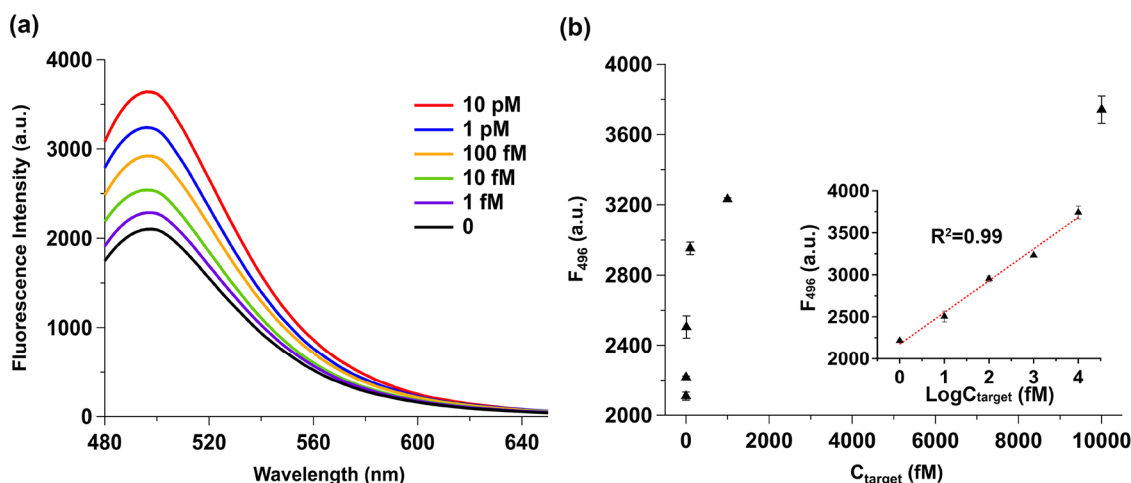 (a)
4000
3000
2000
1000
0
Fluorescence Intensity (a.u.)
480
520
560
600
640
Wavelength (nm)
10 pM
1 pM
100 fM
10 fM
1 fM
0
(b)
4000
3600
3200
2800
2400
2000
F496 (a.u.)
0
2000
4000
6000
8000
10000
Ctarget (fM)
4000
3500
3000
2500
2000
F496 (a.u.)
R²=0.99
0
1
2
3
4
LogCtarget (fM)